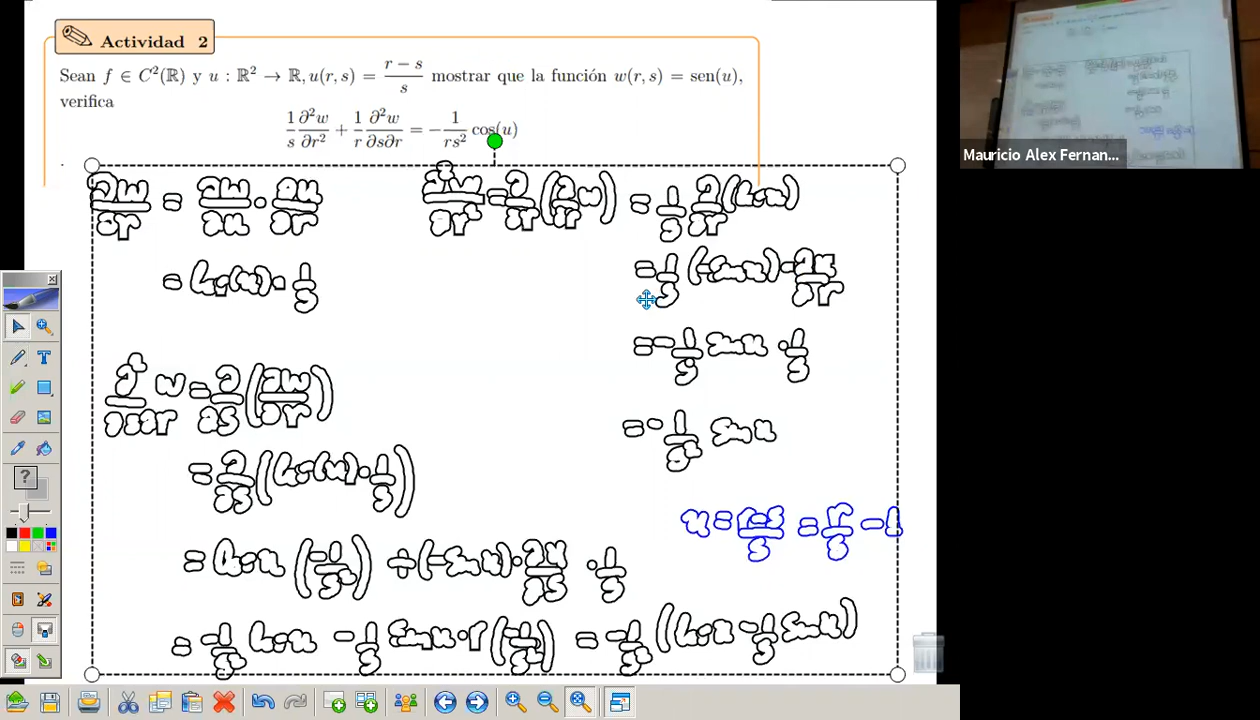 Actividad 2
Sean f ∈ C²(ℝ) y u : ℝ² → ℝ, u(r, s) = (r − s)/s mostrar que la función w(r, s) = sen(u),
verifica
1/s ∂²w/∂r² + 1/r ∂²w/∂s∂r = − 1/(rs²) cos(u)
∂w/∂r = ∂w/∂u · ∂u/∂r
= cos(u) · 1/s
∂²w/∂r² = ∂/∂r (∂/∂r w) = 1/s ∂/∂r (cos u)
= 1/s (-sen u) · ∂u/∂r
= - 1/s sen u · 1/s
= - 1/s² sen u
∂²/∂s∂r w = ∂/∂s (∂w/∂r)
= ∂/∂s (cos(u) · 1/s)
= cos u (-1/s²) + (-sen u) · ∂u/∂s · 1/s
= -1/s² cos u - 1/s sen u · r (-1/s²) = -1/s² (cos u - 1/s sen u)
u = (r-s)/s = r/s - 1
Mauricio Alex Fernan...